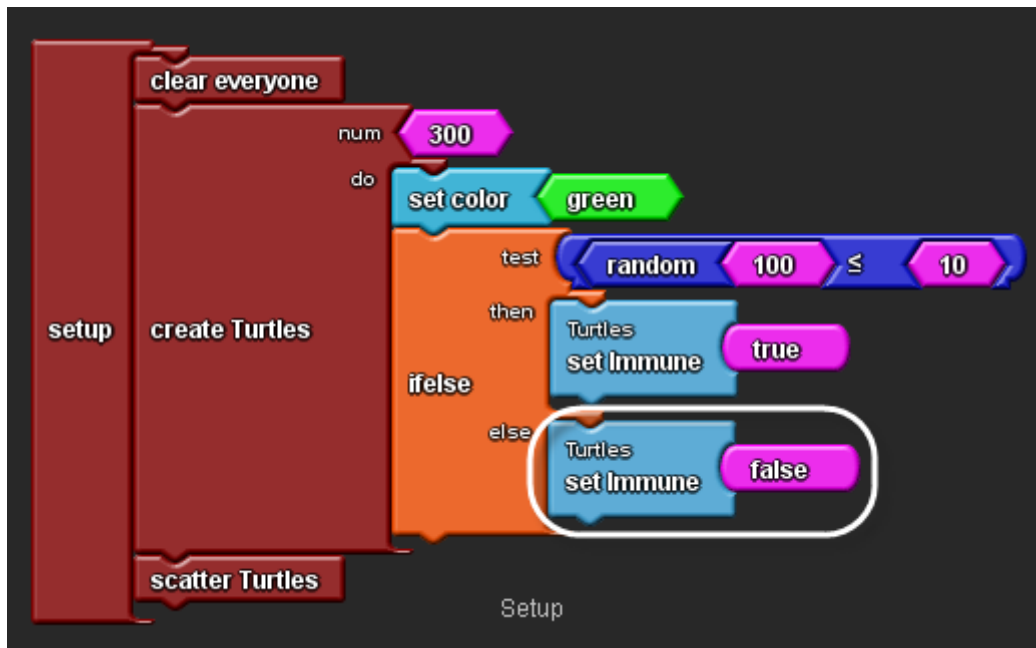 clear everyone
num 300
do
set color green
test random 100 ≤ 10
then
Turtles
set Immune true
setup create Turtles ifelse
else
Turtles
set Immune false
scatter Turtles
Setup